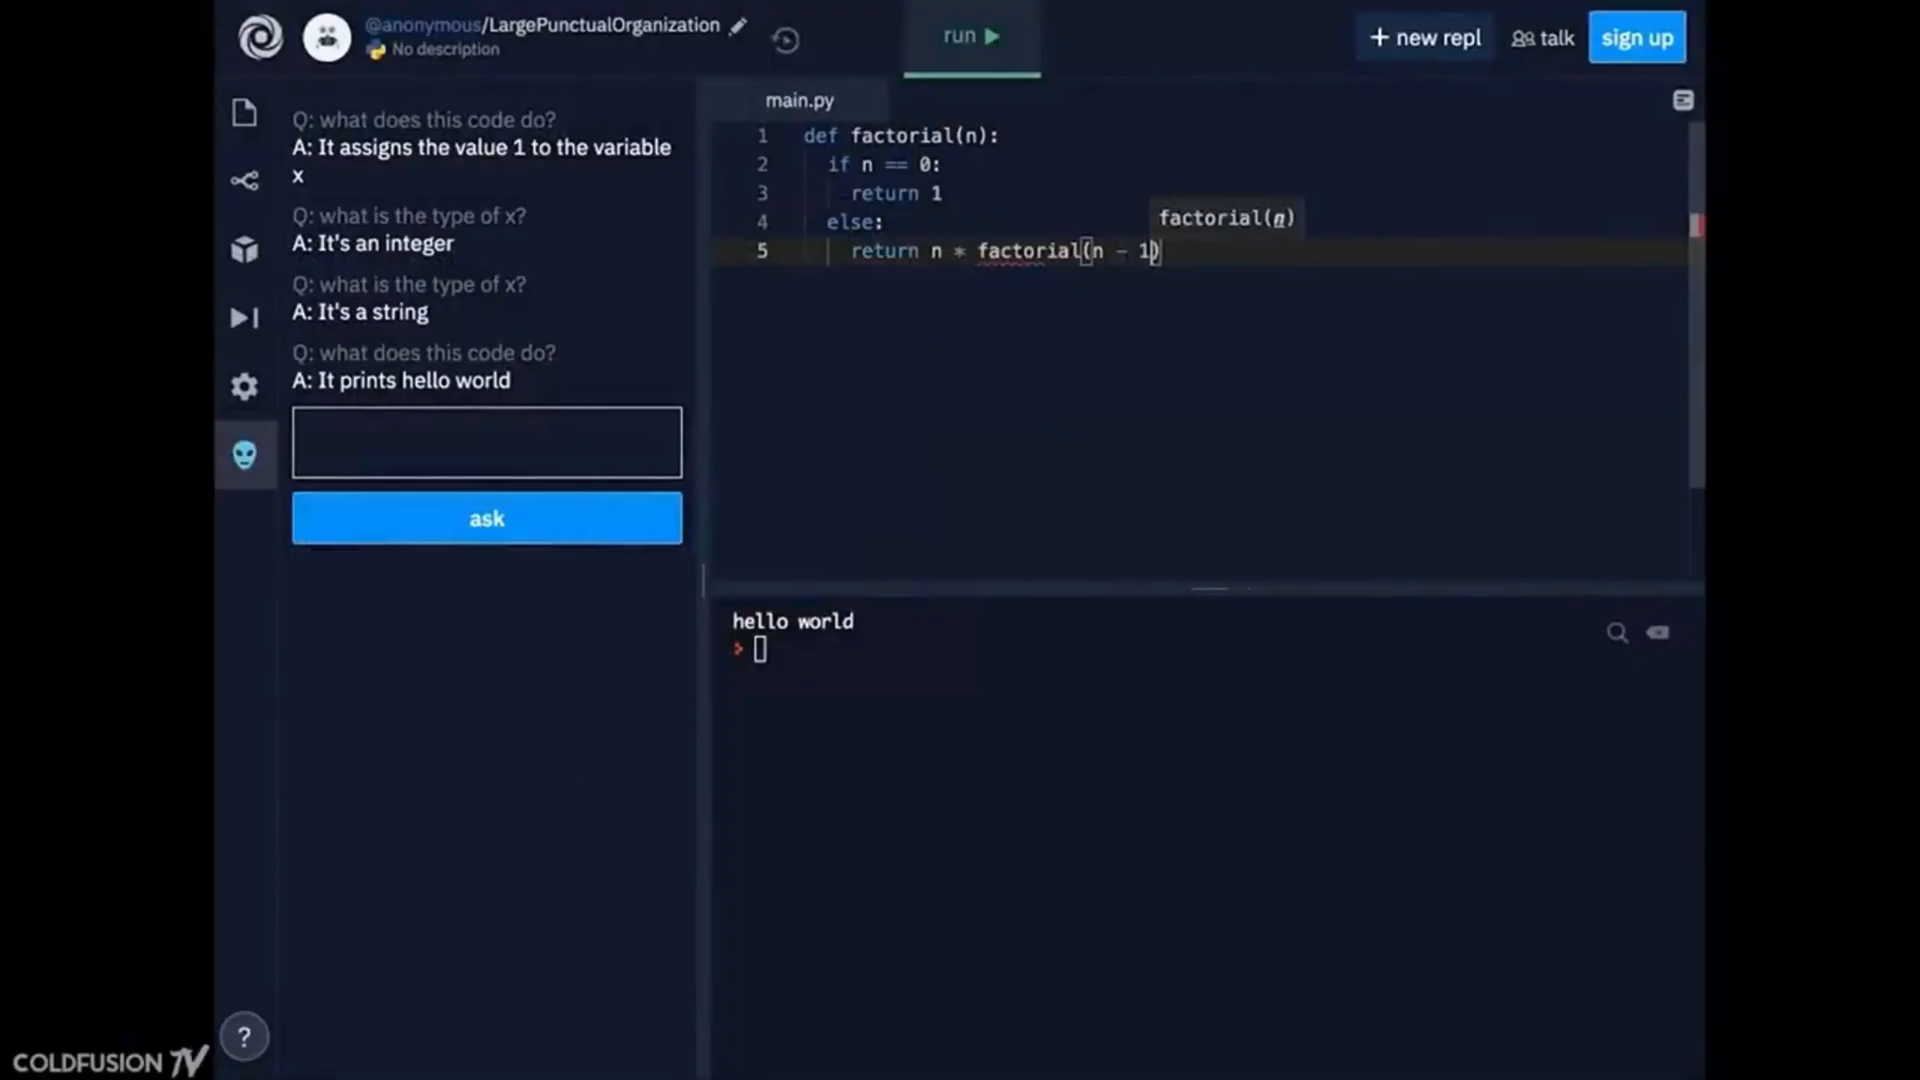 @anonymous/LargePunctualOrganization
No description
run
+ new repl
talk
sign up
Q: what does this code do?
A: It assigns the value 1 to the variable
x
Q: what is the type of x?
A: It's an integer
Q: what is the type of x?
A: It's a string
Q: what does this code do?
A: It prints hello world
ask
main.py
1 def factorial(n):
2 if n == 0:
3 return 1
4 else:
factorial(n)
5 return n * factorial(n - 1)
hello world
>
?
COLDFUSION TV